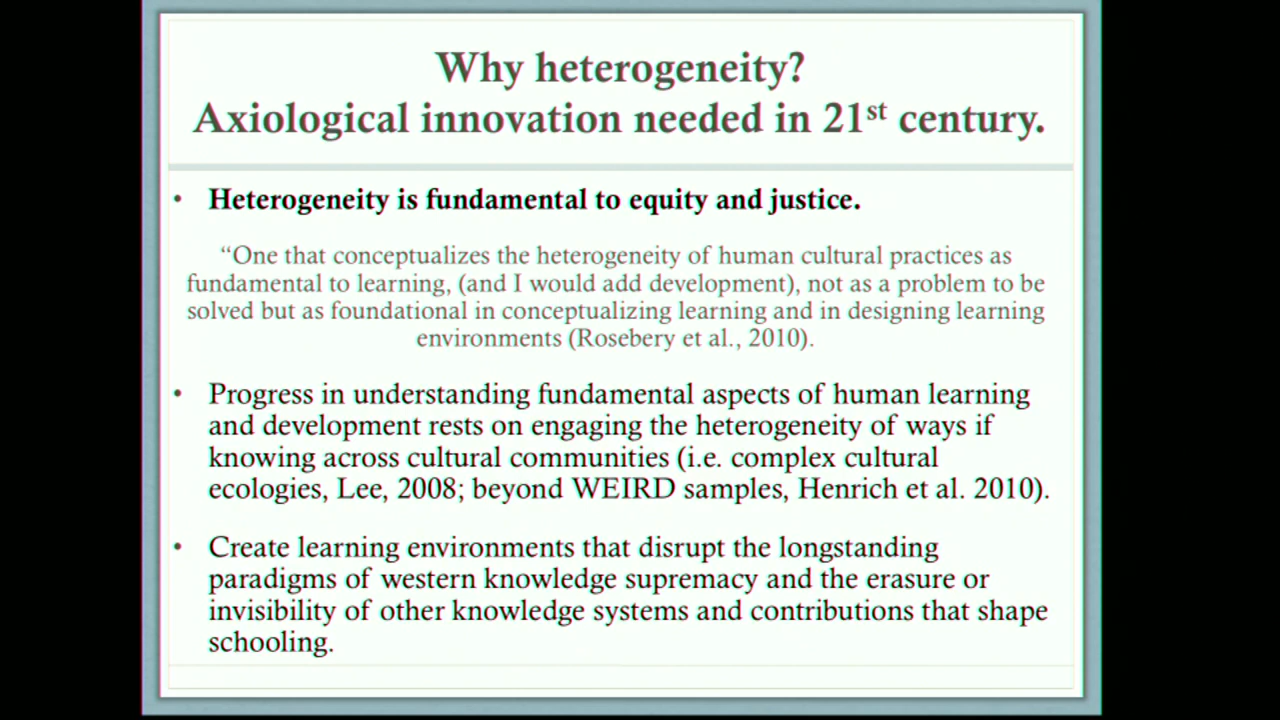 Why heterogeneity?
Axiological innovation needed in 21st century.
• Heterogeneity is fundamental to equity and justice.
“One that conceptualizes the heterogeneity of human cultural practices as
fundamental to learning, (and I would add development), not as a problem to be
solved but as foundational in conceptualizing learning and in designing learning
environments (Rosebery et al., 2010).
• Progress in understanding fundamental aspects of human learning
and development rests on engaging the heterogeneity of ways if
knowing across cultural communities (i.e. complex cultural
ecologies, Lee, 2008; beyond WEIRD samples, Henrich et al. 2010).
• Create learning environments that disrupt the longstanding
paradigms of western knowledge supremacy and the erasure or
invisibility of other knowledge systems and contributions that shape
schooling.